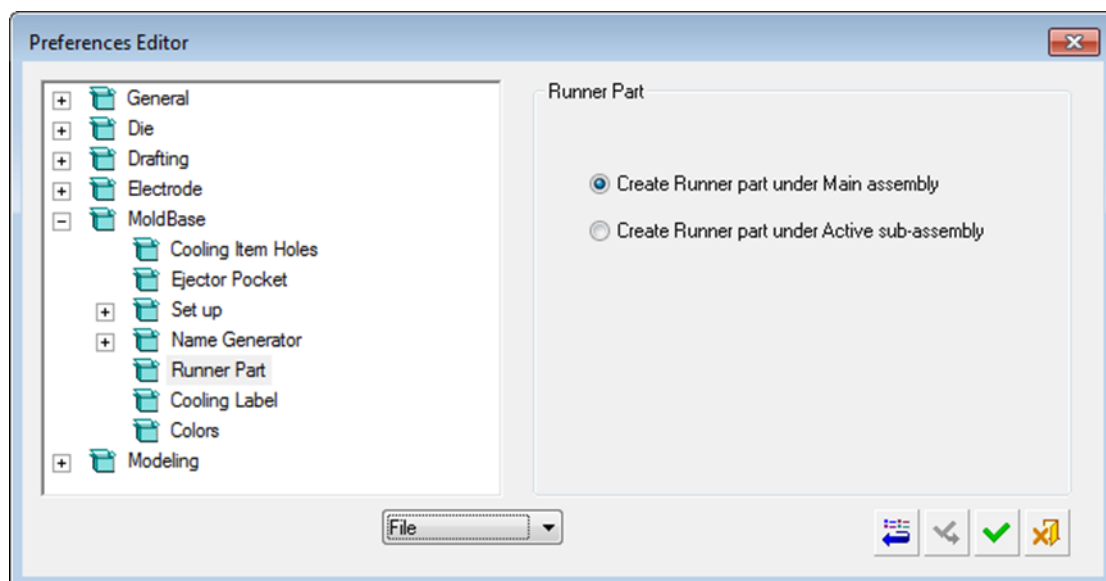 Preferences Editor
General
Die
Drafting
Electrode
MoldBase
Cooling Item Holes
Ejector Pocket
Set up
Name Generator
Runner Part
Cooling Label
Colors
Modeling
Runner Part
Create Runner part under Main assembly
Create Runner part under Active sub-assembly
File